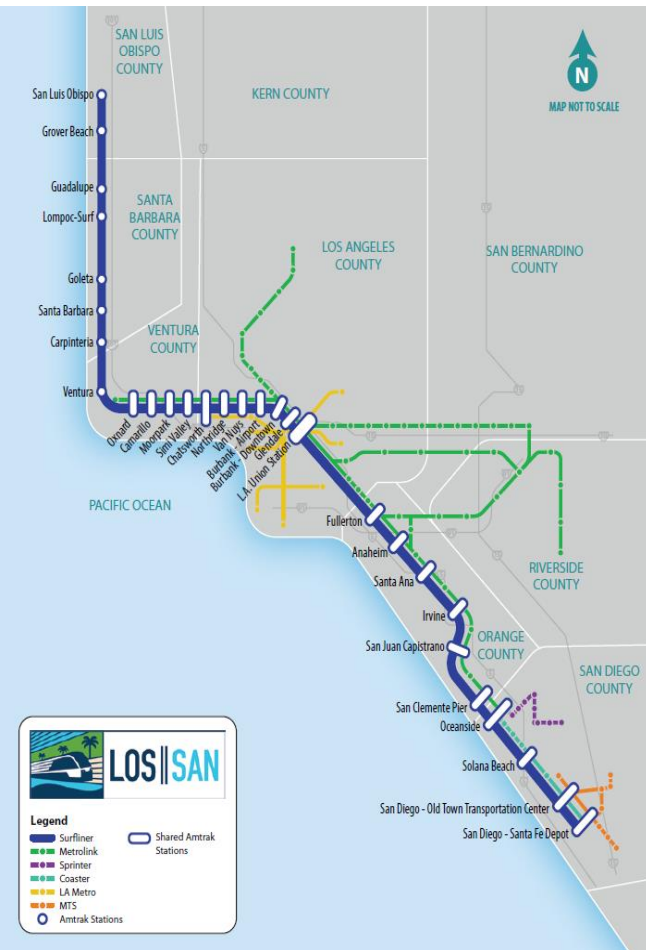 SAN LUIS
OBISPO
COUNTY
KERN COUNTY
N
MAP NOT TO SCALE
San Luis Obispo
Grover Beach
Guadalupe
Lompoc-Surf
SANTA
BARBARA
COUNTY
LOS ANGELES
COUNTY
SAN BERNARDINO
COUNTY
Goleta
Santa Barbara
Carpinteria
VENTURA
COUNTY
Ventura
Oxnard
Camarillo
Moorpark
Simi Valley
Chatsworth
Northridge
Van Nuys
Burbank - Airport
Burbank - Downtown
Glendale
L.A. Union Station
PACIFIC OCEAN
Fullerton
Anaheim
Santa Ana
RIVERSIDE
COUNTY
Irvine
San Juan Capistrano
ORANGE
COUNTY
SAN DIEGO
COUNTY
San Clemente Pier
Oceanside
Solana Beach
San Diego - Old Town Transportation Center
San Diego - Santa Fe Depot
LOS SAN
Legend
Surfliner
Metrolink
Sprinter
Coaster
LA Metro
MTS
Amtrak Stations
Shared Amtrak
Stations